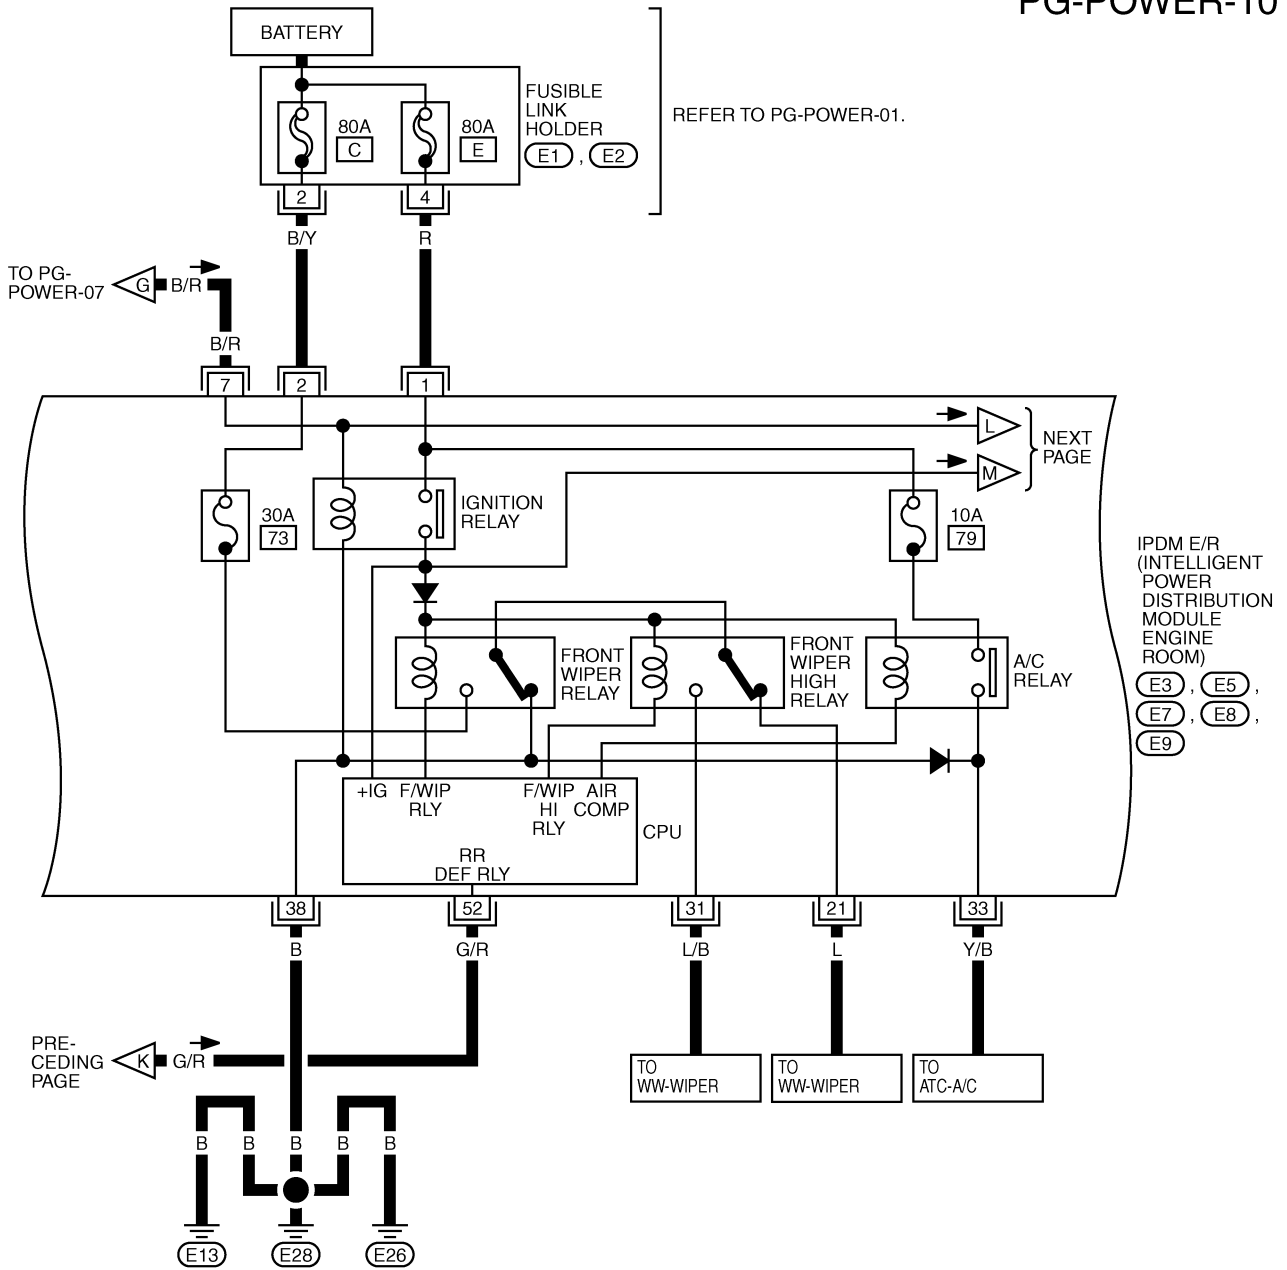 PG-POWER-10
BATTERY
80A
C
80A
E
FUSIBLE
LINK
HOLDER
E1 , E2
REFER TO PG-POWER-01.
2
4
B/Y
R
TO PG-
POWER-07
G
B/R
B/R
7
2
1
L
M
NEXT
PAGE
IGNITION
RELAY
30A
73
10A
79
IPDM E/R
(INTELLIGENT
POWER
DISTRIBUTION
MODULE
ENGINE
ROOM)
E3 , E5 ,
E7 , E8 ,
E9
FRONT
WIPER
RELAY
FRONT
WIPER
HIGH
RELAY
A/C
RELAY
+IG
F/WIP
RLY
F/WIP
HI
RLY
AIR
COMP
CPU
RR
DEF RLY
38
52
31
21
33
B
G/R
L/B
L
Y/B
PRE-
CEDING
PAGE
K
G/R
TO
WW-WIPER
TO
WW-WIPER
TO
ATC-A/C
B
B
B
B
B
E13
E28
E26